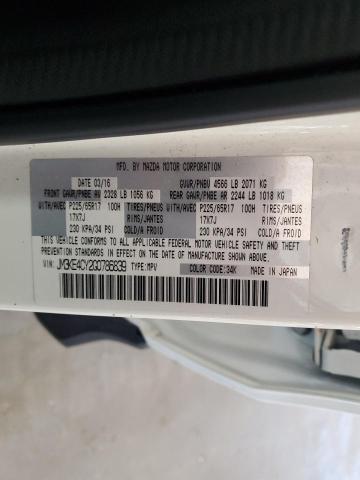 MFD. BY MAZDA MOTOR CORPORATION
DATE 03/16 GVWR/PNBV 4566 LB 2071 KG
FRONT GAWR/PNBE AV 2328 LB 1056 KG REAR GAWR/PNBE AR 2244 LB 1018 KG
WITH/AVEC P225/65R17 100H TIRES/PNEUS WITH/AVEC P225/65R17 100H TIRES/PNEUS
17X7J RIMS/JANTES 17X7J RIMS/JANTES
230 KPA/34 PSI COLD/A FROID 230 KPA/34 PSI COLD/A FROID
THIS VEHICLE CONFORMS TO ALL APPLICABLE FEDERAL MOTOR VEHICLE SAFETY,
BUMPER, AND THEFT PREVENTION STANDARDS IN EFFECT ON THE DATE
OF MANUFACTURE SHOWN ABOVE.
VIN: JM3KE4CY2G0786839 TYPE: MPV COLOR: 34K MADE IN JAPAN